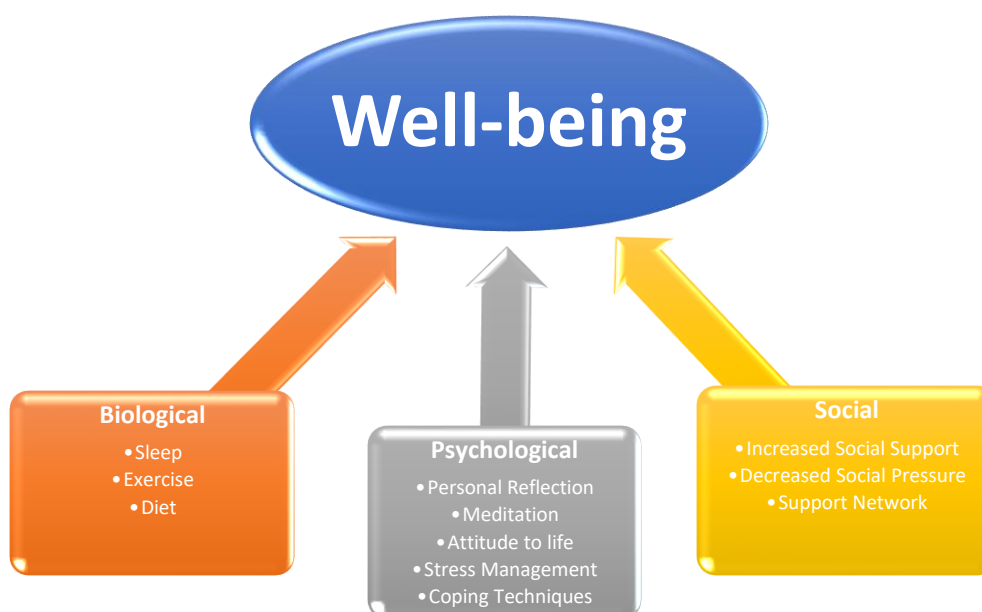 Well-being
Biological
•Sleep
•Exercise
•Diet
Psychological
•Personal Reflection
•Meditation
•Attitude to life
•Stress Management
•Coping Techniques
Social
•Increased Social Support
•Decreased Social Pressure
•Support Network